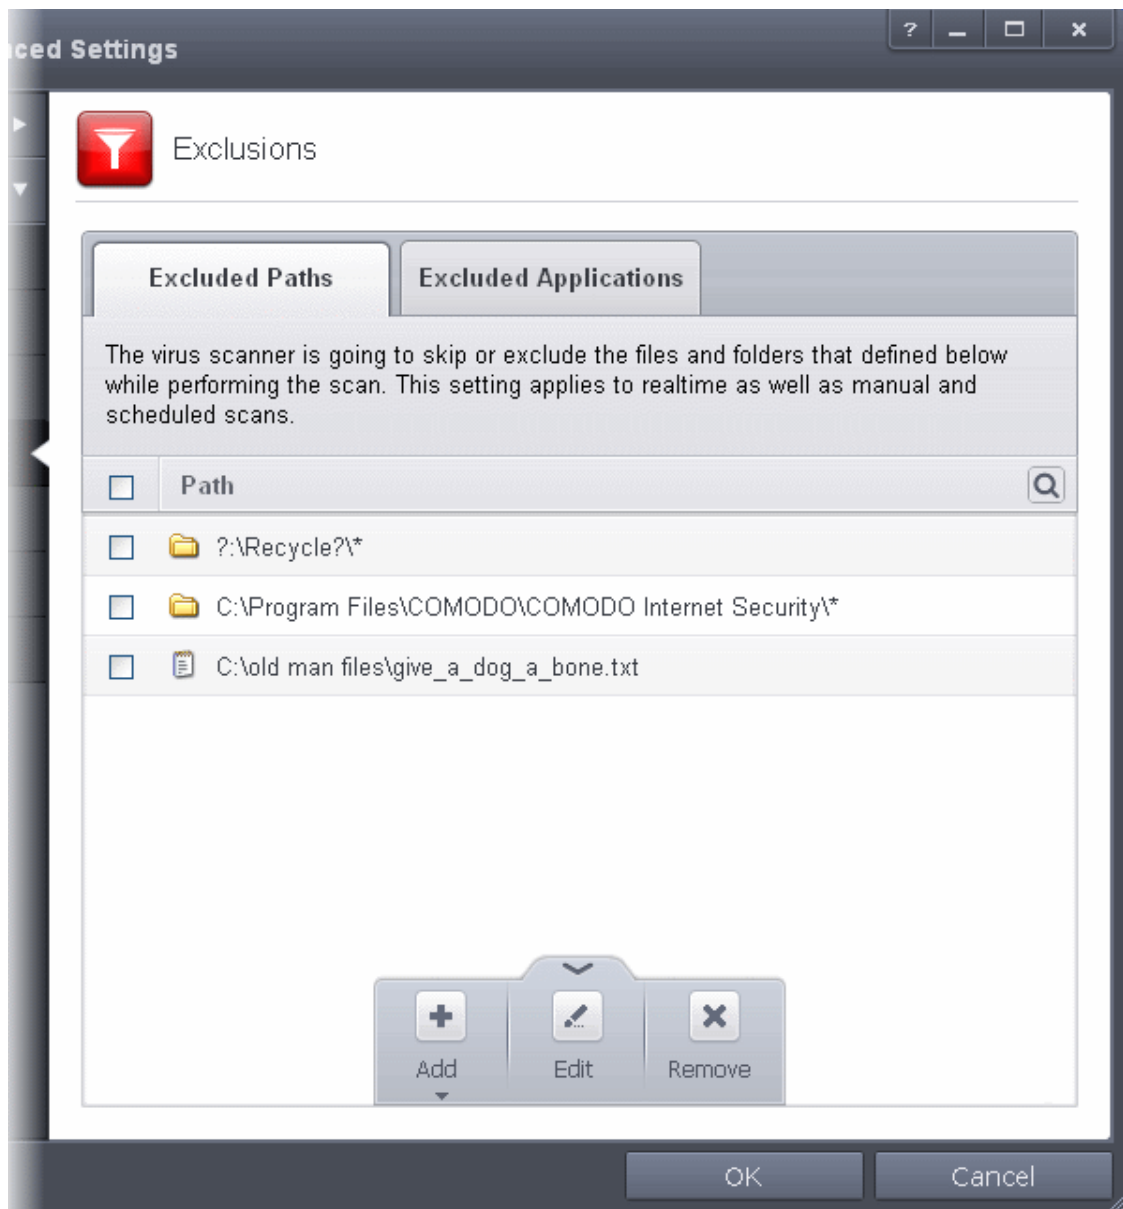 ced Settings
?
Exclusions
Excluded Paths
Excluded Applications
The virus scanner is going to skip or exclude the files and folders that defined below
while performing the scan. This setting applies to realtime as well as manual and
scheduled scans.
Path
?:\Recycle?\*
C:\Program Files\COMODO\COMODO Internet Security\*
C:\old man files\give_a_dog_a_bone.txt
Add
Edit
Remove
OK
Cancel